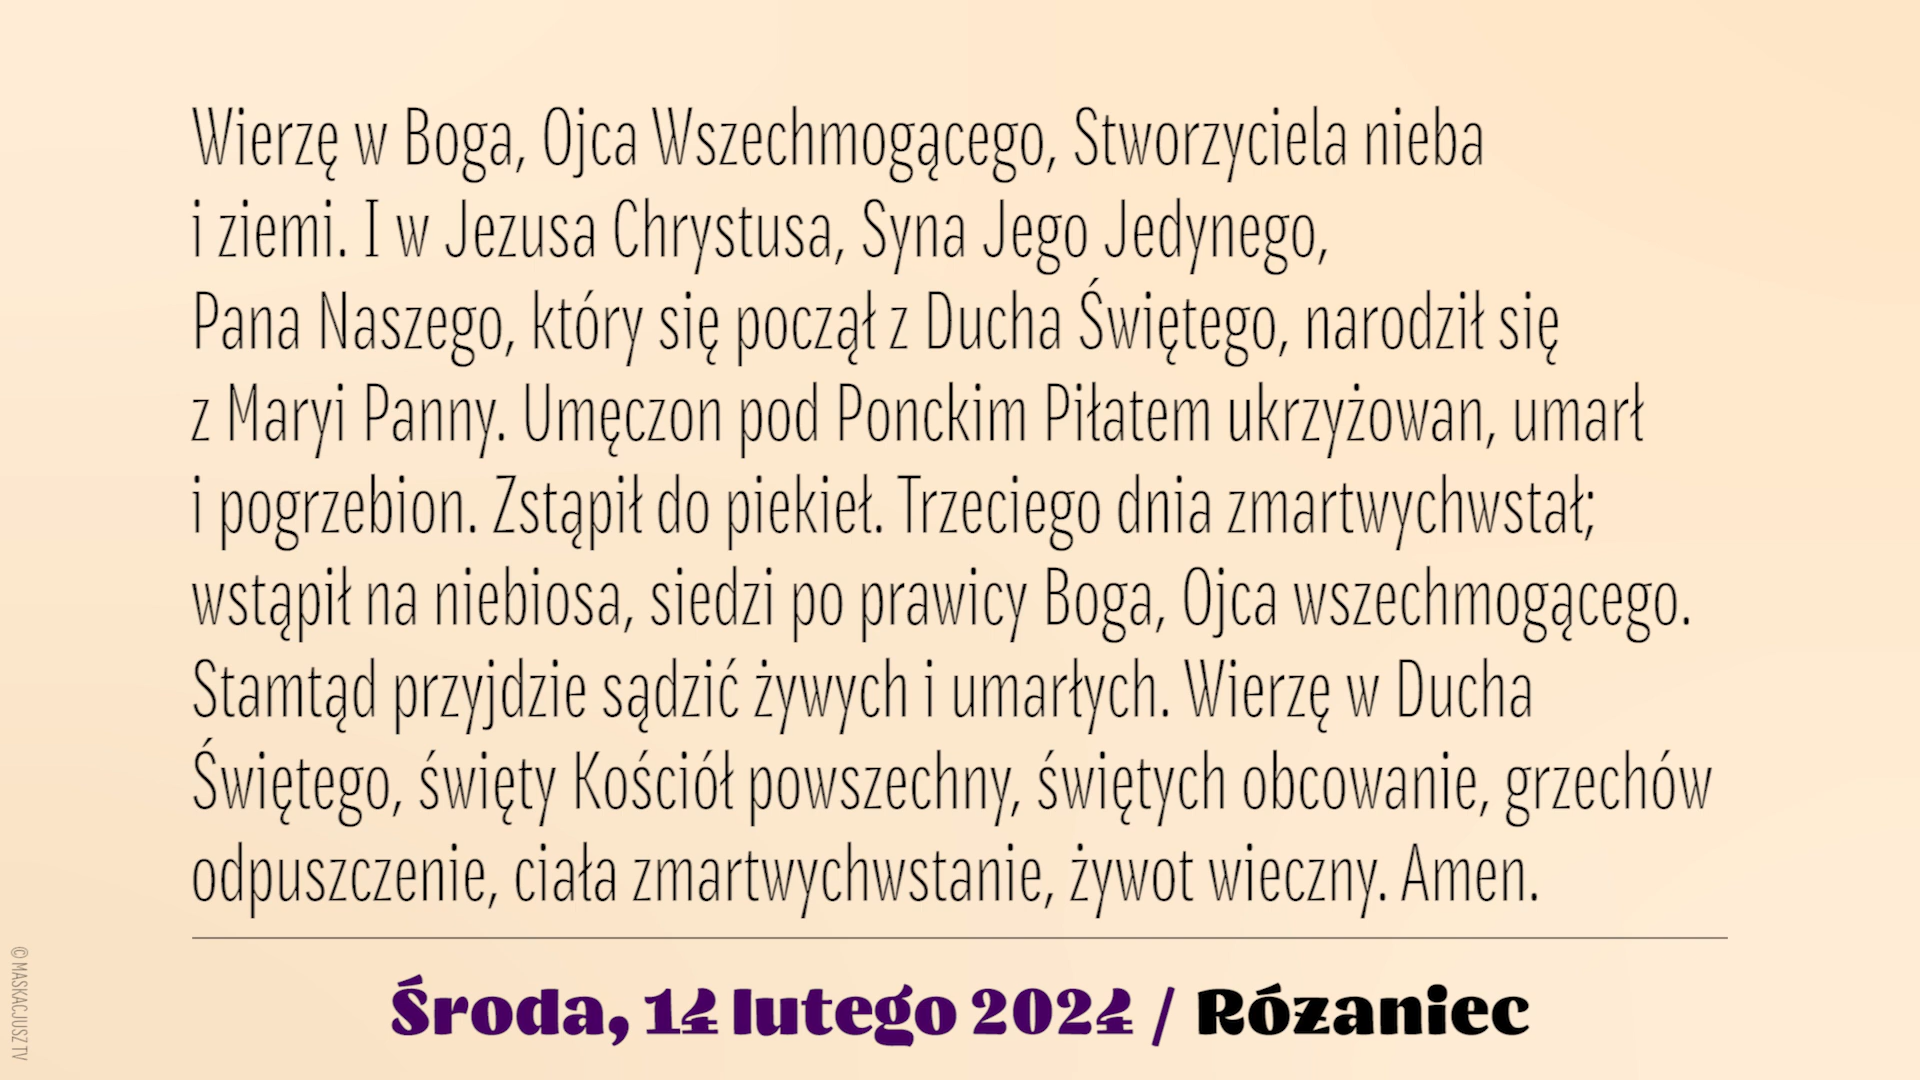 Wierzę w Boga, Ojca Wszechmogącego, Stworzyciela nieba
i ziemi. I w Jezusa Chrystusa, Syna Jego Jedynego,
Pana Naszego, który się począł z Ducha Świętego, narodził się
z Maryi Panny. Umęczon pod Ponckim Piłatem ukrzyżowan, umarł
i pogrzebion. Zstąpił do piekieł. Trzeciego dnia zmartwychwstał;
wstąpił na niebiosa, siedzi po prawicy Boga, Ojca wszechmogącego.
Stamtąd przyjdzie sądzić żywych i umarłych. Wierzę w Ducha
Świętego, święty Kościół powszechny, świętych obcowanie, grzechów
odpuszczenie, ciała zmartwychwstanie, żywot wieczny. Amen.
Środa, 14 lutego 2024 / Różaniec
© MASKACJUSZ TV